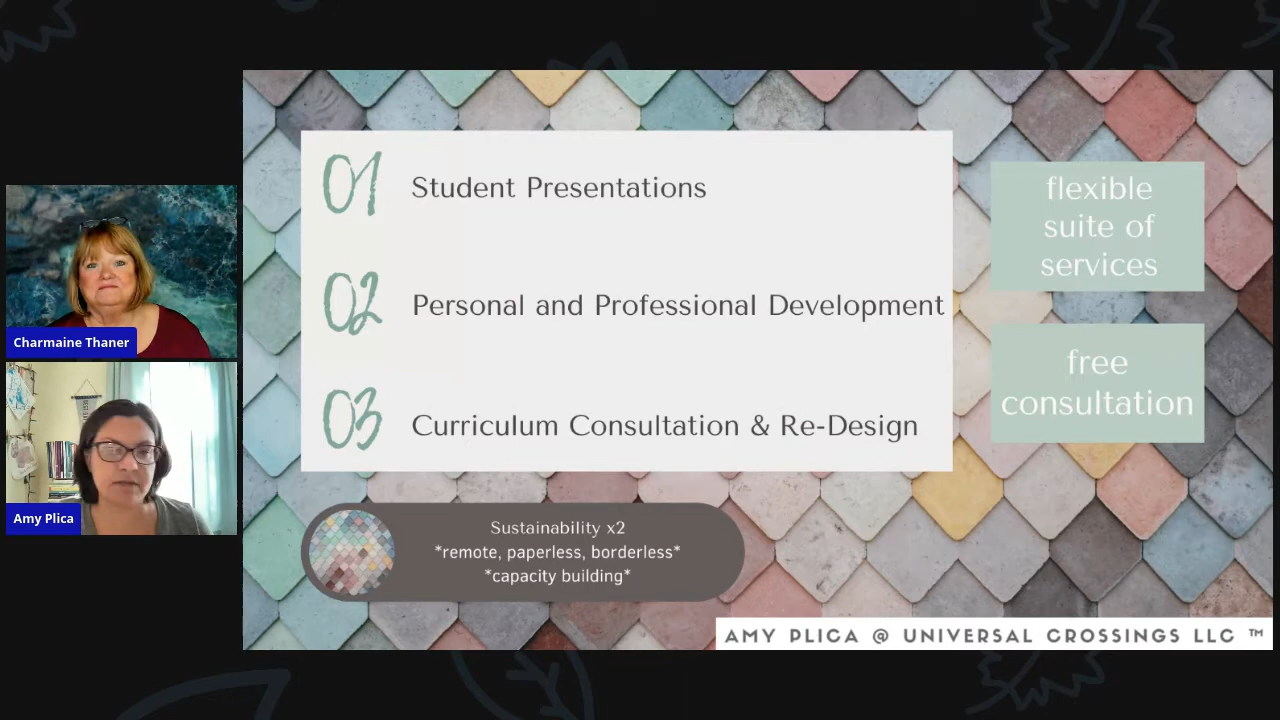 Charmaine Thaner
Amy Plica
01 Student Presentations
02 Personal and Professional Development
03 Curriculum Consultation & Re-Design
flexible
suite of
services
free
consultation
Sustainability x2
*remote, paperless, borderless*
*capacity building*
AMY PLICA @ UNIVERSAL CROSSINGS LLC ™